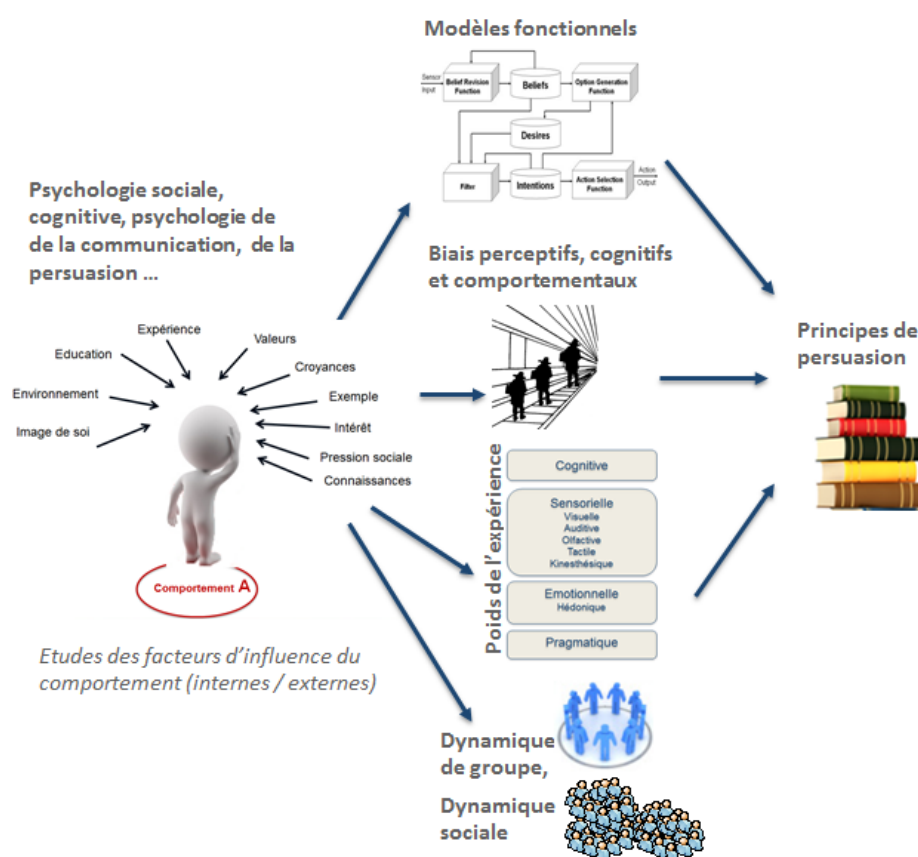 Modèles fonctionnels
Sensor
Input
Belief Revision
Function
Beliefs
Option Generation
Function
Desires
Filter
Intentions
Action Selection
Function
Action
Output
Psychologie sociale,
cognitive, psychologie de
de la communication, de la
persuasion ...
Biais perceptifs, cognitifs
et comportementaux
Expérience
Valeurs
Education
Croyances
Environnement
Exemple
Image de soi
Intérêt
Pression sociale
Connaissances
Comportement A
Etudes des facteurs d'influence du
comportement (internes / externes)
Principes de
persuasion
Poids de l'expérience
Cognitive
Sensorielle
Visuelle
Auditive
Olfactive
Tactile
Kinesthésique
Emotionnelle
Hédonique
Pragmatique
Dynamique
de groupe,
Dynamique
sociale